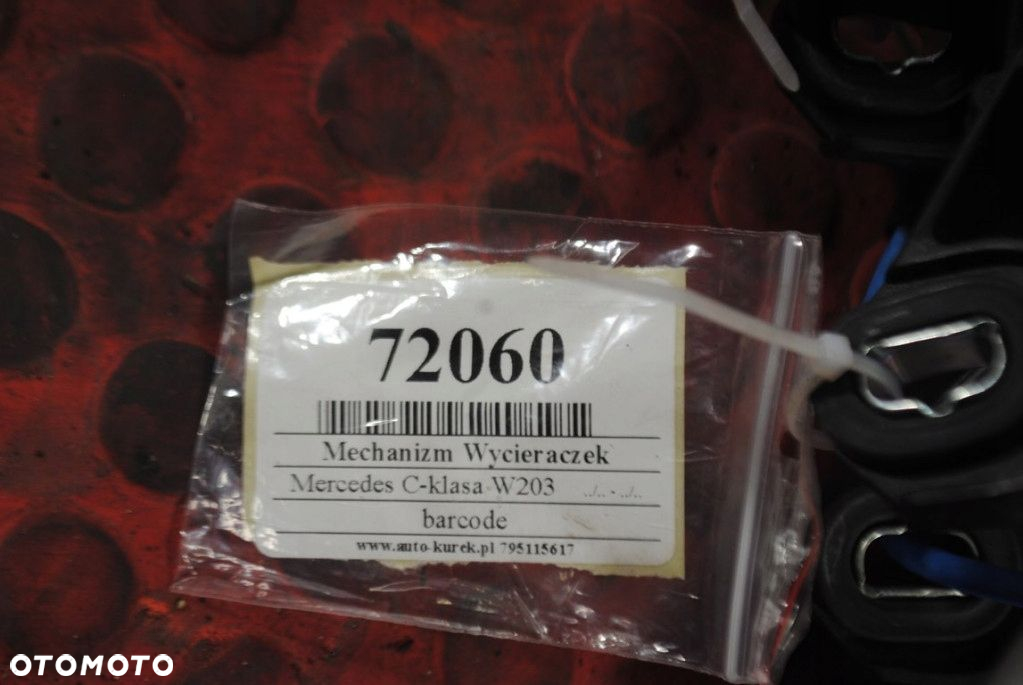 72060
Mechanizm Wycieraczek
Mercedes C-klasa W203 ../.. - ../..
barcode
www.auto-kurek.pl 795115617
OTOMOTO